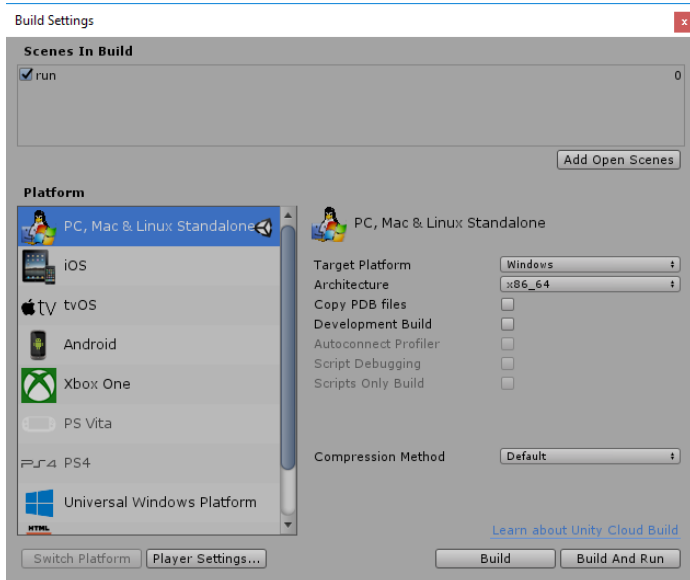 Build Settings
x
Scenes In Build
run 0
Add Open Scenes
Platform
PC, Mac & Linux Standalone
iOS
tv tvOS
Android
Xbox One
PS Vita
PS4 PS4
Universal Windows Platform
HTML
PC, Mac & Linux Standalone
Target Platform Windows
Architecture x86_64
Copy PDB files
Development Build
Autoconnect Profiler
Script Debugging
Scripts Only Build
Compression Method Default
Learn about Unity Cloud Build
Switch Platform Player Settings... Build Build And Run